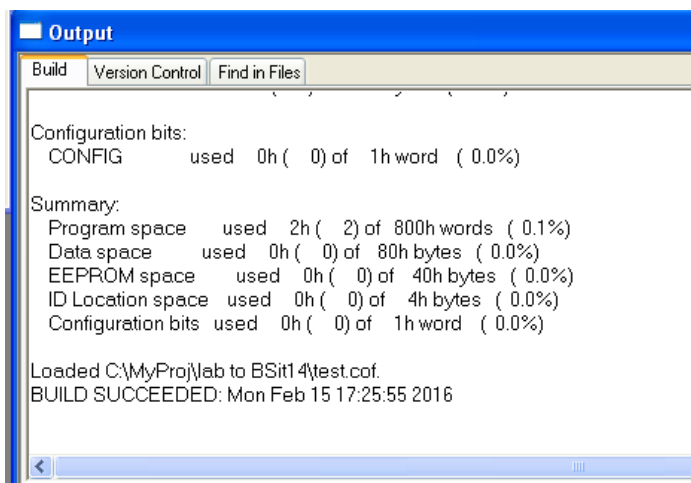 Output
Build Version Control Find in Files
Configuration bits:
CONFIG used 0h ( 0) of 1h word ( 0.0%)
Summary:
Program space used 2h ( 2) of 800h words ( 0.1%)
Data space used 0h ( 0) of 80h bytes ( 0.0%)
EEPROM space used 0h ( 0) of 40h bytes ( 0.0%)
ID Location space used 0h ( 0) of 4h bytes ( 0.0%)
Configuration bits used 0h ( 0) of 1h word ( 0.0%)
Loaded C:\MyProj\lab to BSit14\test.cof.
BUILD SUCCEEDED: Mon Feb 15 17:25:55 2016